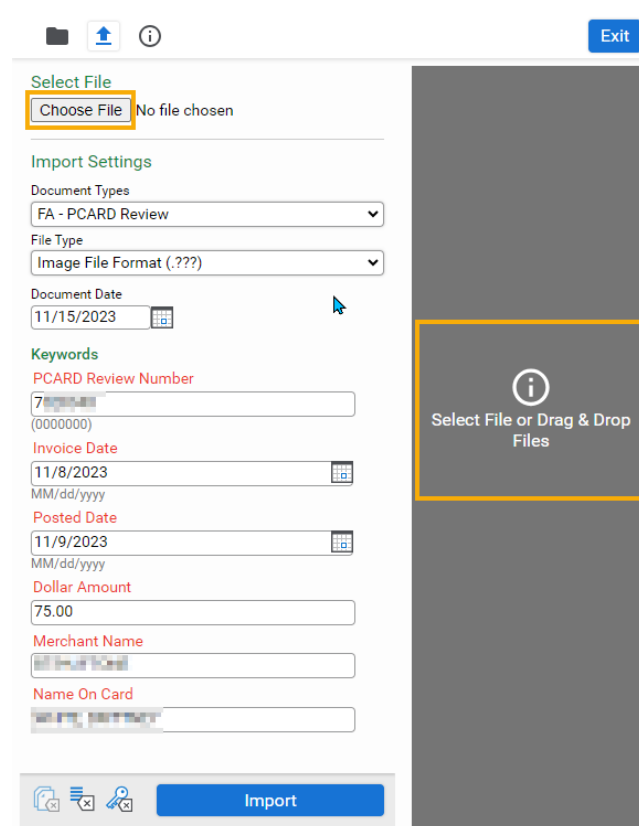 Exit
Select File
Choose File No file chosen
Import Settings
Document Types
FA - PCARD Review
File Type
Image File Format (.???)
Document Date
11/15/2023
Keywords
PCARD Review Number
7
(0000000)
Invoice Date
11/8/2023
MM/dd/yyyy
Posted Date
11/9/2023
MM/dd/yyyy
Dollar Amount
75.00
Merchant Name
Name On Card
Import
Select File or Drag & Drop
Files